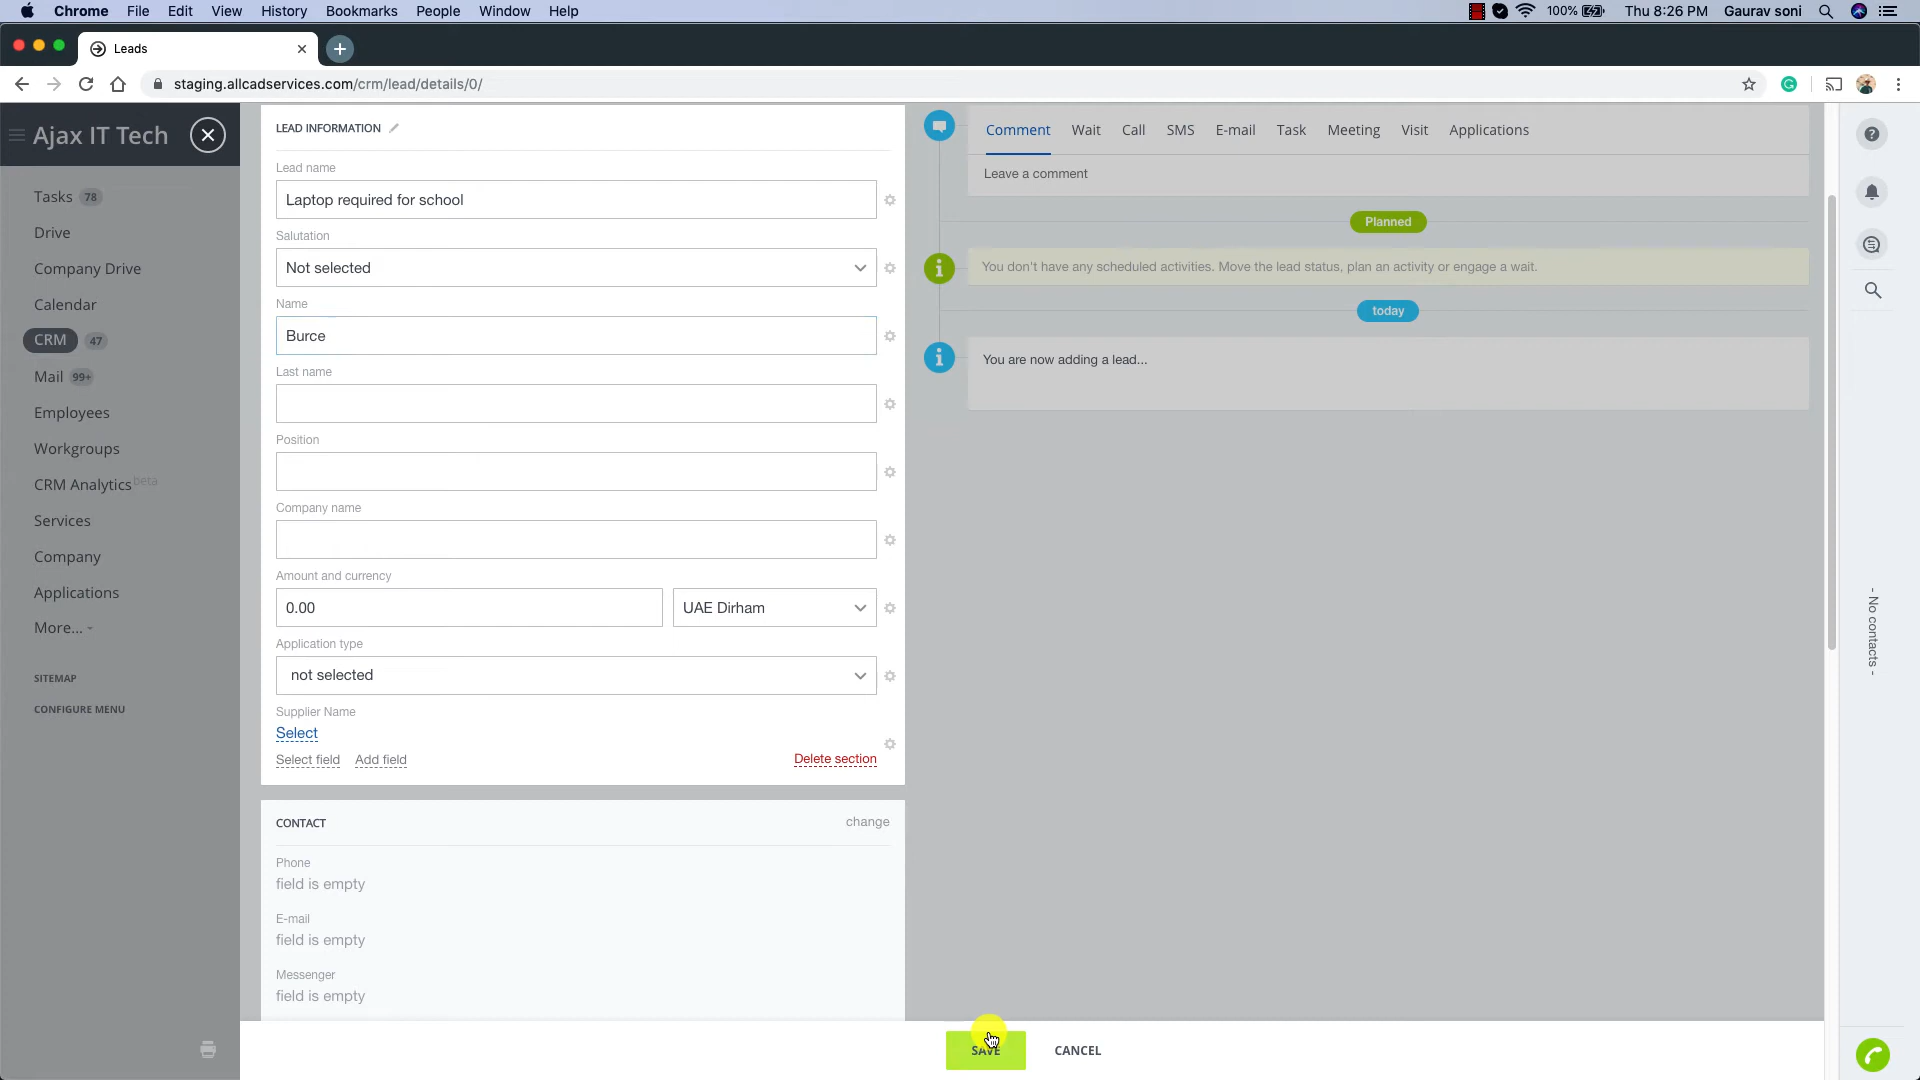 Chrome File Edit View History Bookmarks People Window Help 100% Thu 8:26 PM Gaurav soni
Leads
staging.allcadservices.com/crm/lead/details/0/
Ajax IT Tech
Tasks 78
Drive
Company Drive
Calendar
CRM 47
Mail 99+
Employees
Workgroups
CRM Analytics beta
Services
Company
Applications
More...
SITEMAP
CONFIGURE MENU
LEAD INFORMATION
Lead name
Laptop required for school
Salutation
Not selected
Name
Burce
Last name
Position
Company name
Amount and currency
0.00 UAE Dirham
Application type
not selected
Supplier Name
Select
Select field Add field Delete section
CONTACT change
Phone
field is empty
E-mail
field is empty
Messenger
field is empty
Comment Wait Call SMS E-mail Task Meeting Visit Applications
Leave a comment
Planned
You don't have any scheduled activities. Move the lead status, plan an activity or engage a wait.
today
You are now adding a lead...
- No contacts -
SAVE CANCEL